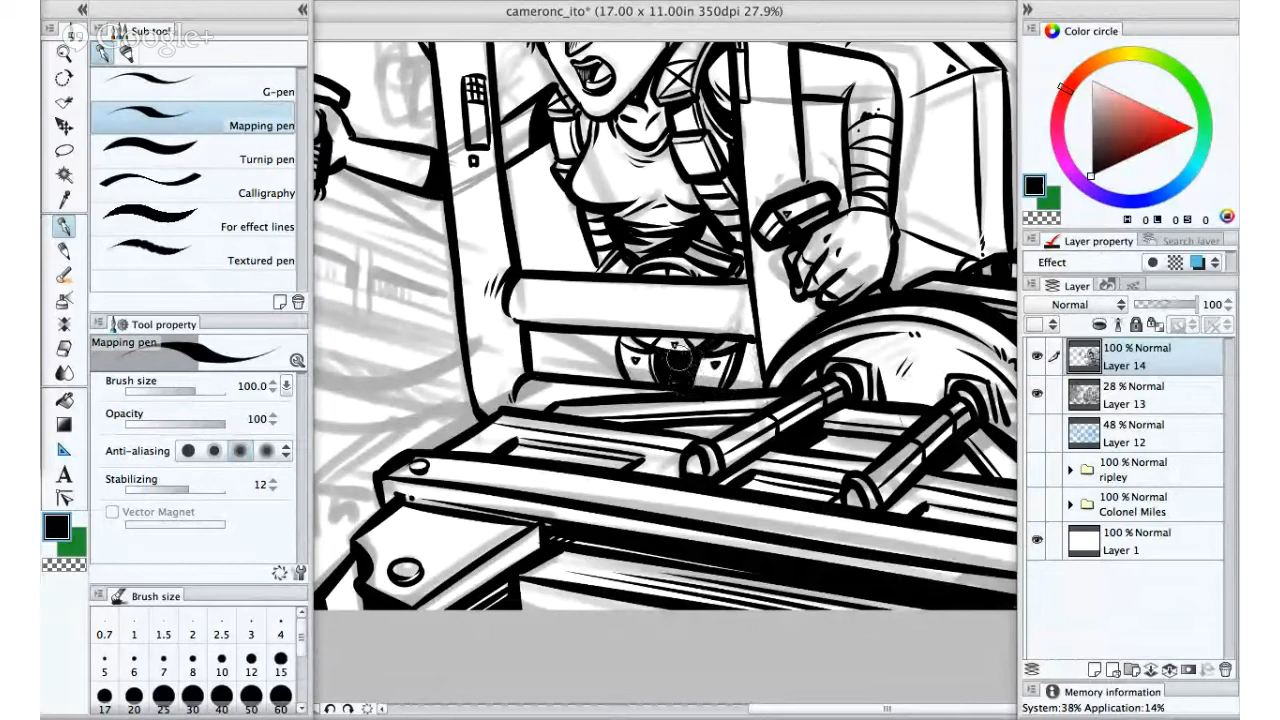 cameronc_ito* (17.00 x 11.00in 350dpi 27.9%)
Google+
Sub tool
G-pen
Mapping pen
Turnip pen
Calligraphy
For effect lines
Textured pen
Tool property
Mapping pen
Brush size 100.0
Opacity 100
Anti-aliasing
Stabilizing 12
Vector Magnet
Brush size
0.7 1 1.5 2 2.5 3 4
5 6 7 8 10 12 15
17 20 25 30 40 50 60
Color circle
H 0 L 0 S 0
Layer property Search layer
Effect
Layer
Normal 100
100 % Normal
Layer 14
28 % Normal
Layer 13
48 % Normal
Layer 12
100 % Normal
ripley
100 % Normal
Colonel Miles
100 % Normal
Layer 1
Memory information
System:38% Application:14%